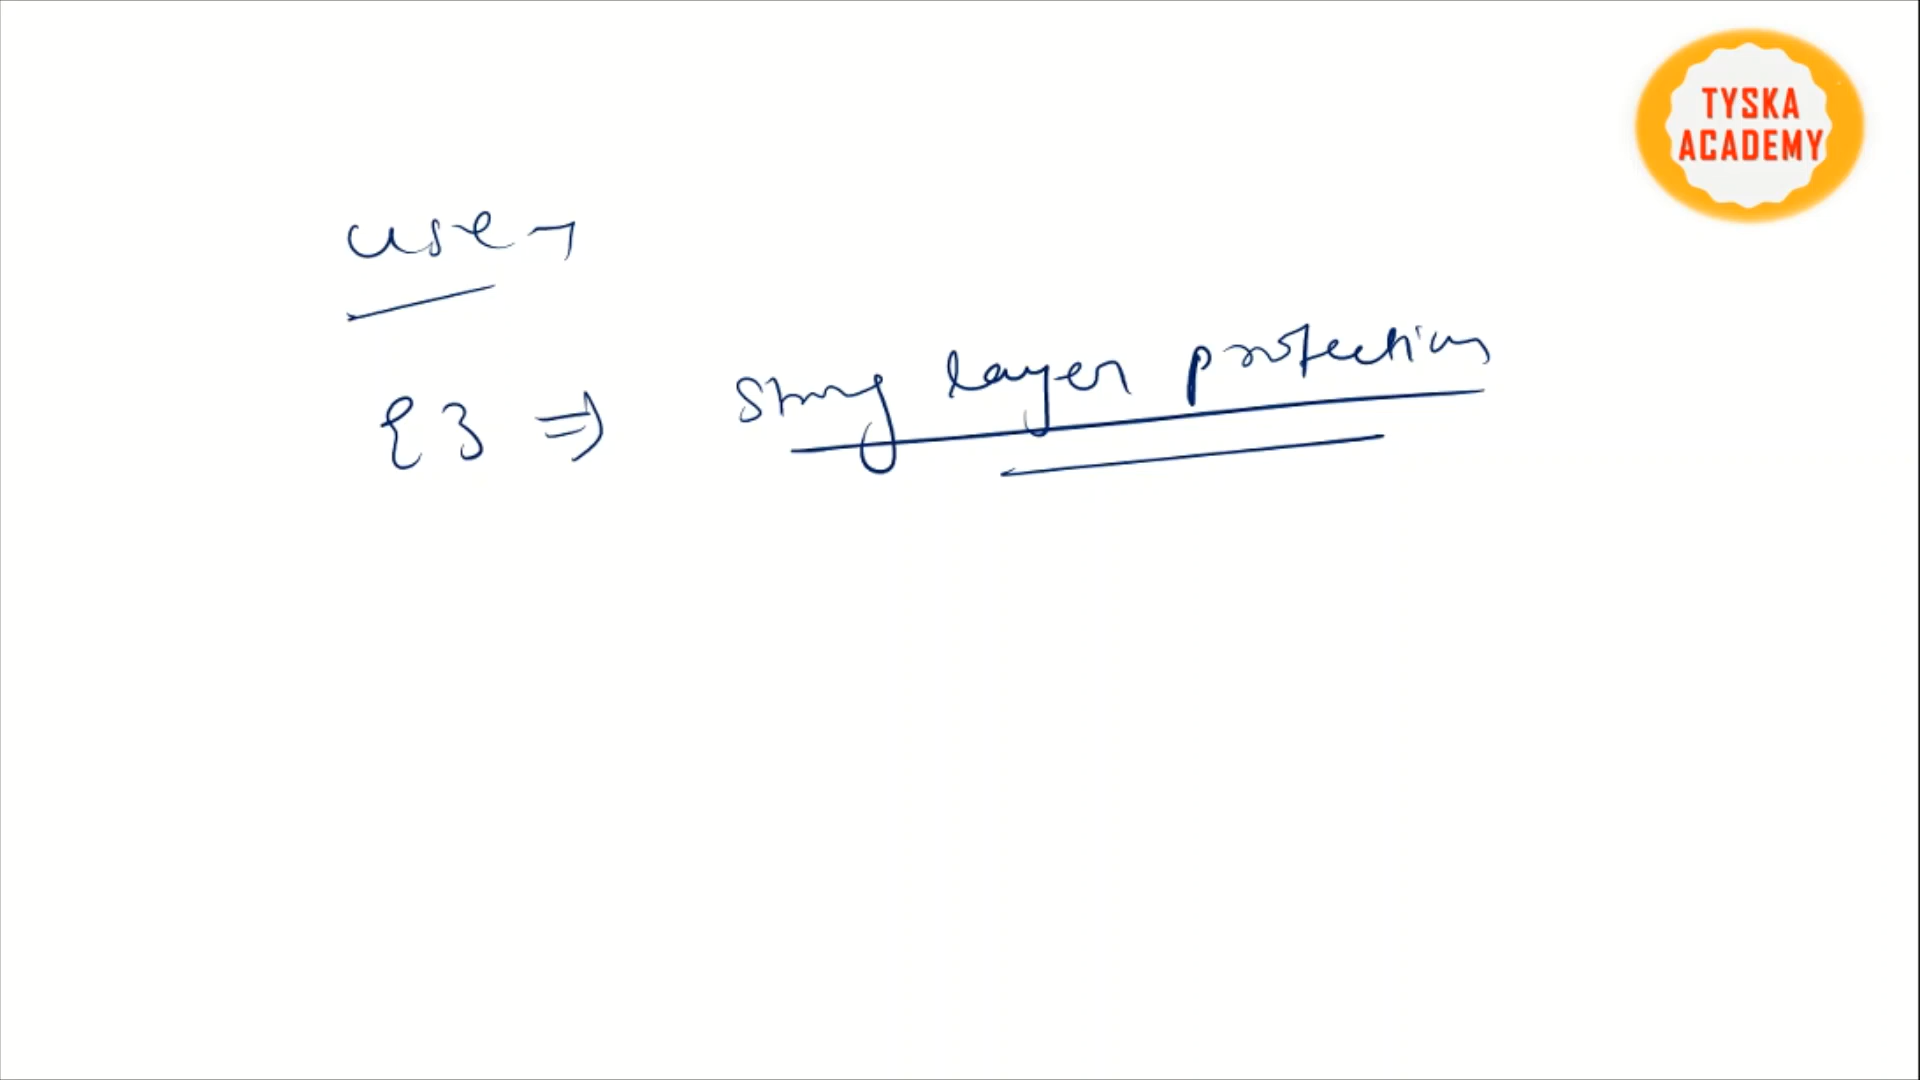 TYSKA
ACADEMY
user
{} ⇒ strong layer protection